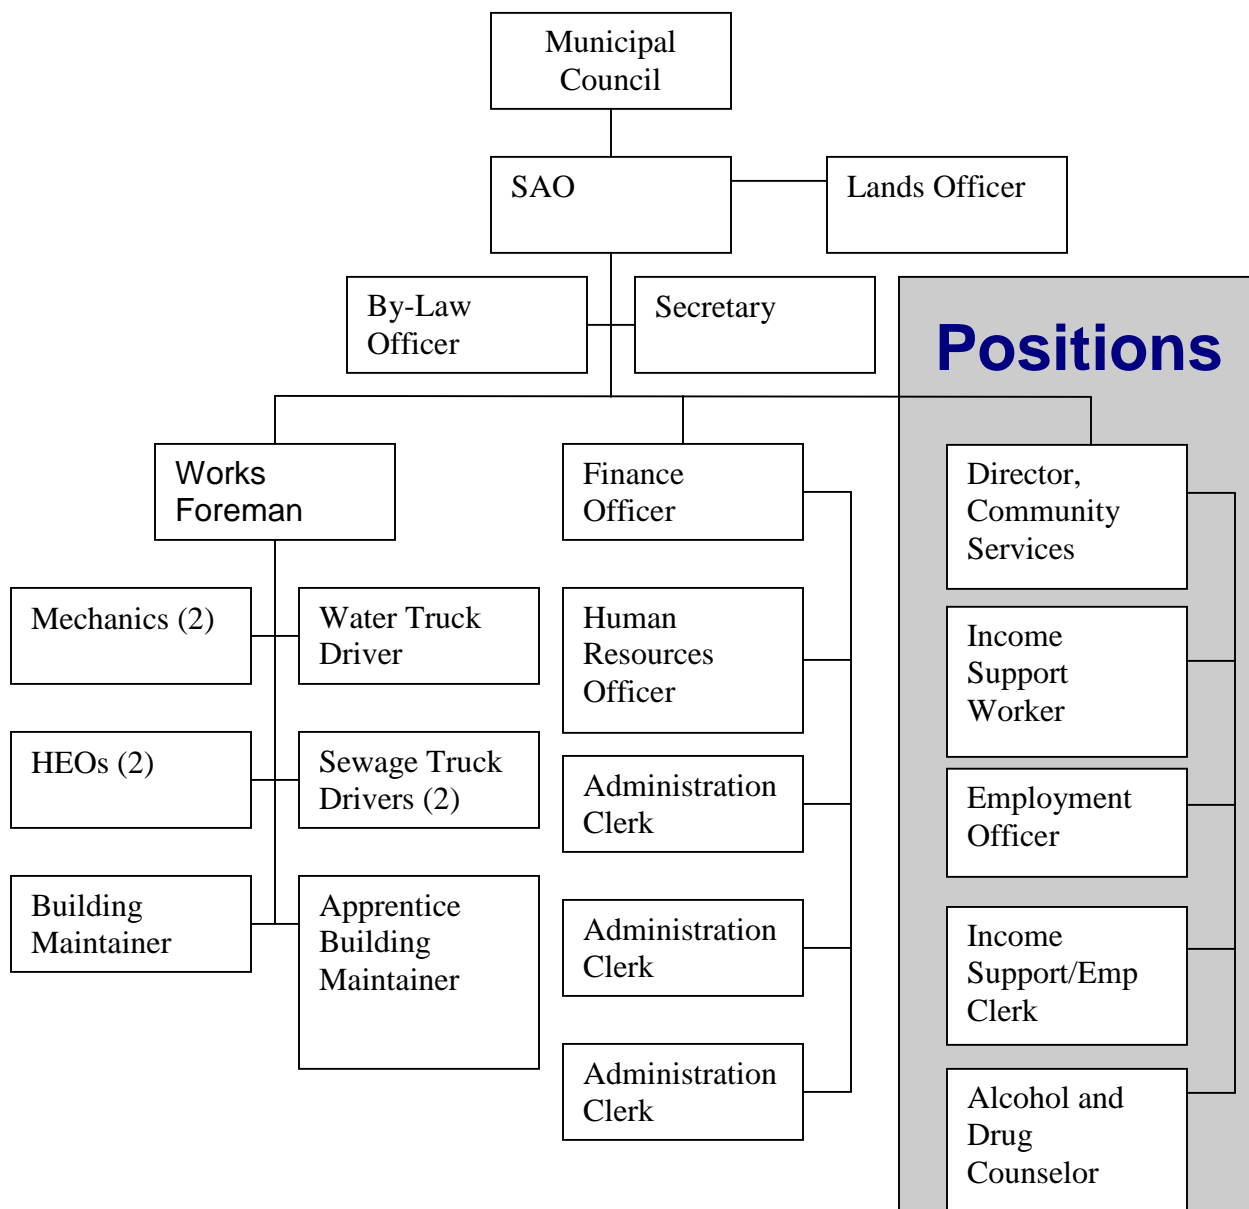 Municipal
Council
SAO
Lands Officer
By-Law
Officer
Secretary
Positions
Works
Foreman
Finance
Officer
Director,
Community
Services
Mechanics (2)
Water Truck
Driver
Human
Resources
Officer
Income
Support
Worker
HEOs (2)
Sewage Truck
Drivers (2)
Administration
Clerk
Employment
Officer
Building
Maintainer
Apprentice
Building
Maintainer
Administration
Clerk
Income
Support/Emp
Clerk
Administration
Clerk
Alcohol and
Drug
Counselor